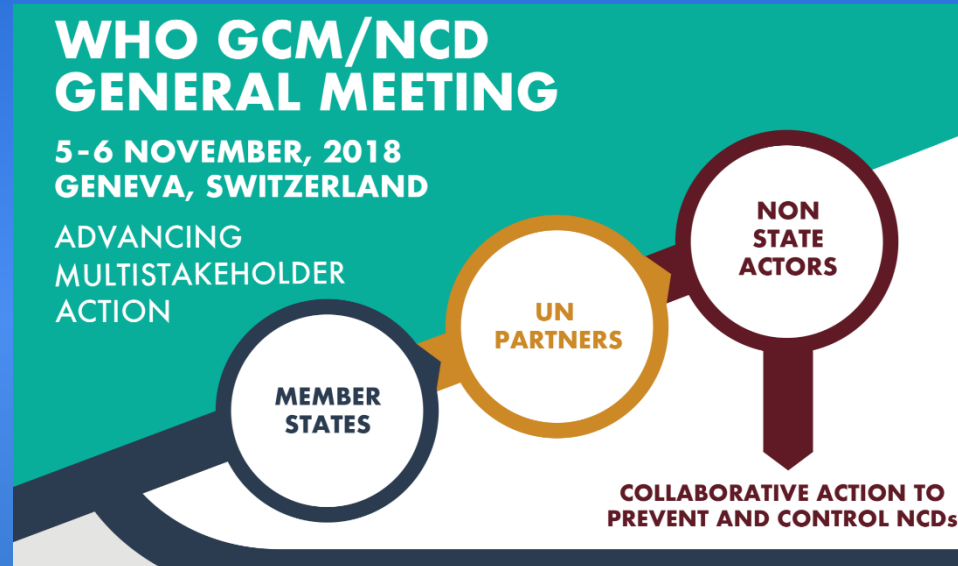 WHO GCM/NCD
GENERAL MEETING
5-6 NOVEMBER, 2018
GENEVA, SWITZERLAND
ADVANCING
MULTISTAKEHOLDER
ACTION
MEMBER
STATES
UN
PARTNERS
NON
STATE
ACTORS
COLLABORATIVE ACTION TO
PREVENT AND CONTROL NCDs